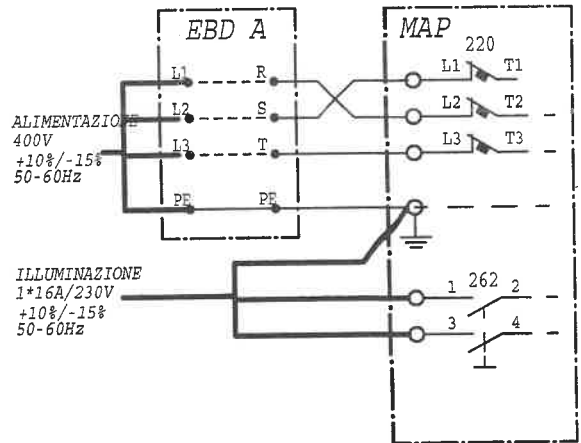 EBD A
MAP
220
L1 R L1 T1
L2 S L2 T2
L3 T L3 T3
ALIMENTAZIONE
400V
+10%/-15%
50-60Hz
PE PE
ILLUMINAZIONE
1*16A/230V
+10%/-15%
50-60Hz
1 262 2
3 4